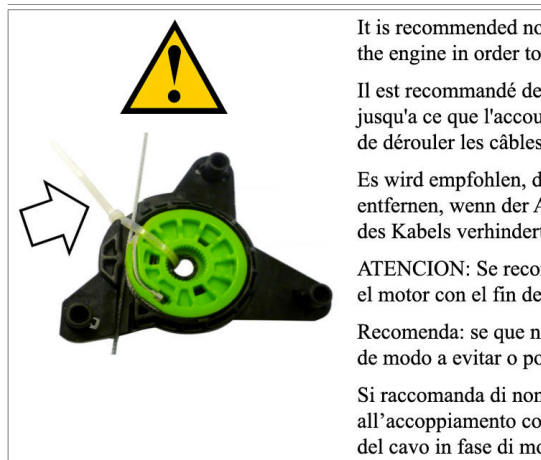 It is recommended no
the engine in order to
Il est recommandé de
jusqu'a ce que l'accou
de dérouler les câbles
Es wird empfohlen, d
entfernen, wenn der A
des Kabels verhindert
ATENCION: Se reco
el motor con el fin de
Recomenda: se que n
de modo a evitar o po
Si raccomanda di non
all’accoppiamento co
del cavo in fase di mo